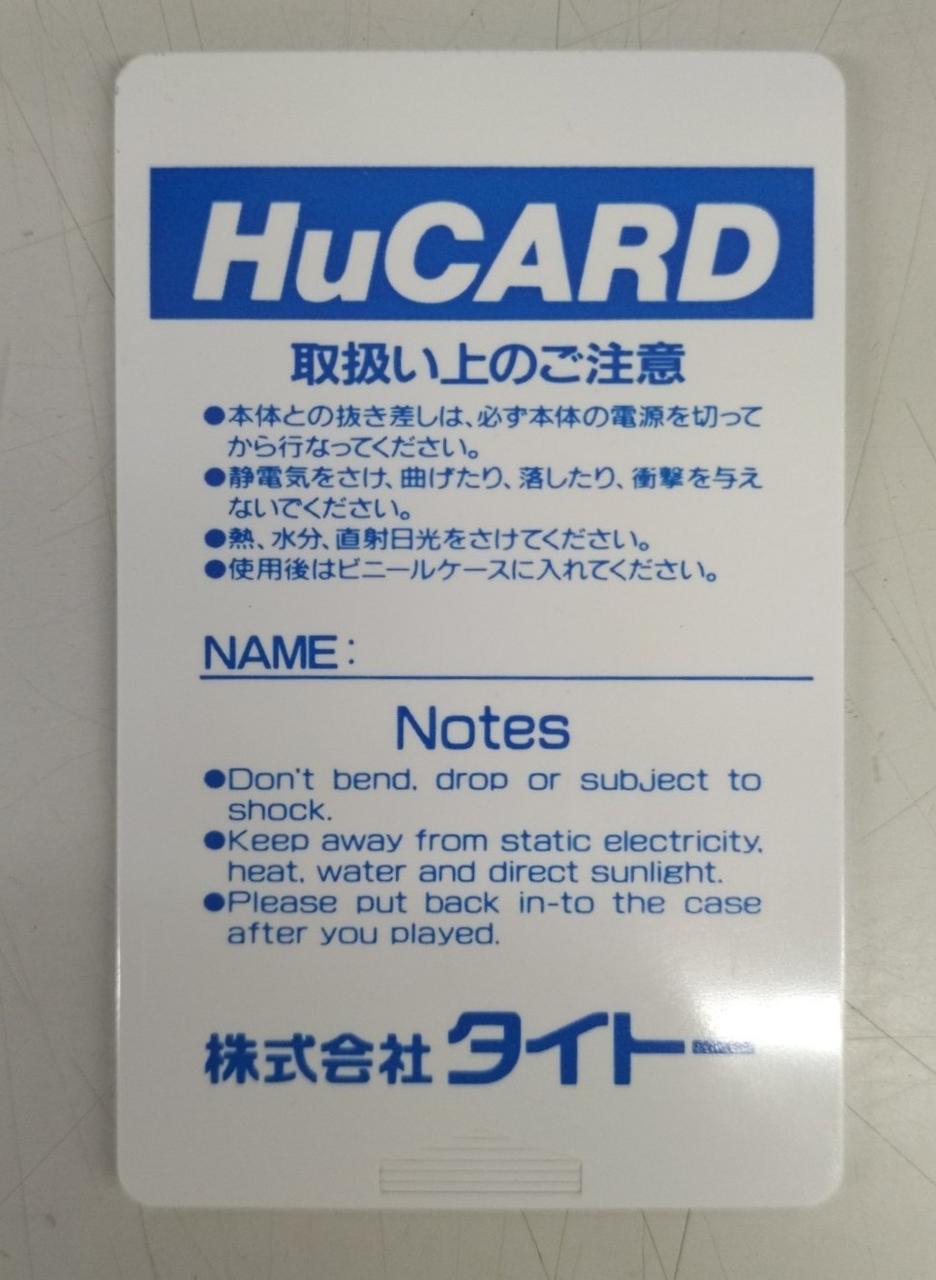 HuCARD
取扱い上のご注意
●本体との抜き差しは、必ず本体の電源を切って
から行なってください。
●静電気をさけ、曲げたり、落したり、衝撃を与え
ないでください。
●熱、水分、直射日光をさけてください。
●使用後はビニールケースに入れてください。
NAME:
Notes
●Don't bend, drop or subject to
shock.
●Keep away from static electricity,
heat, water and direct sunlight.
●Please put back in-to the case
after you played.
株式会社タイトー